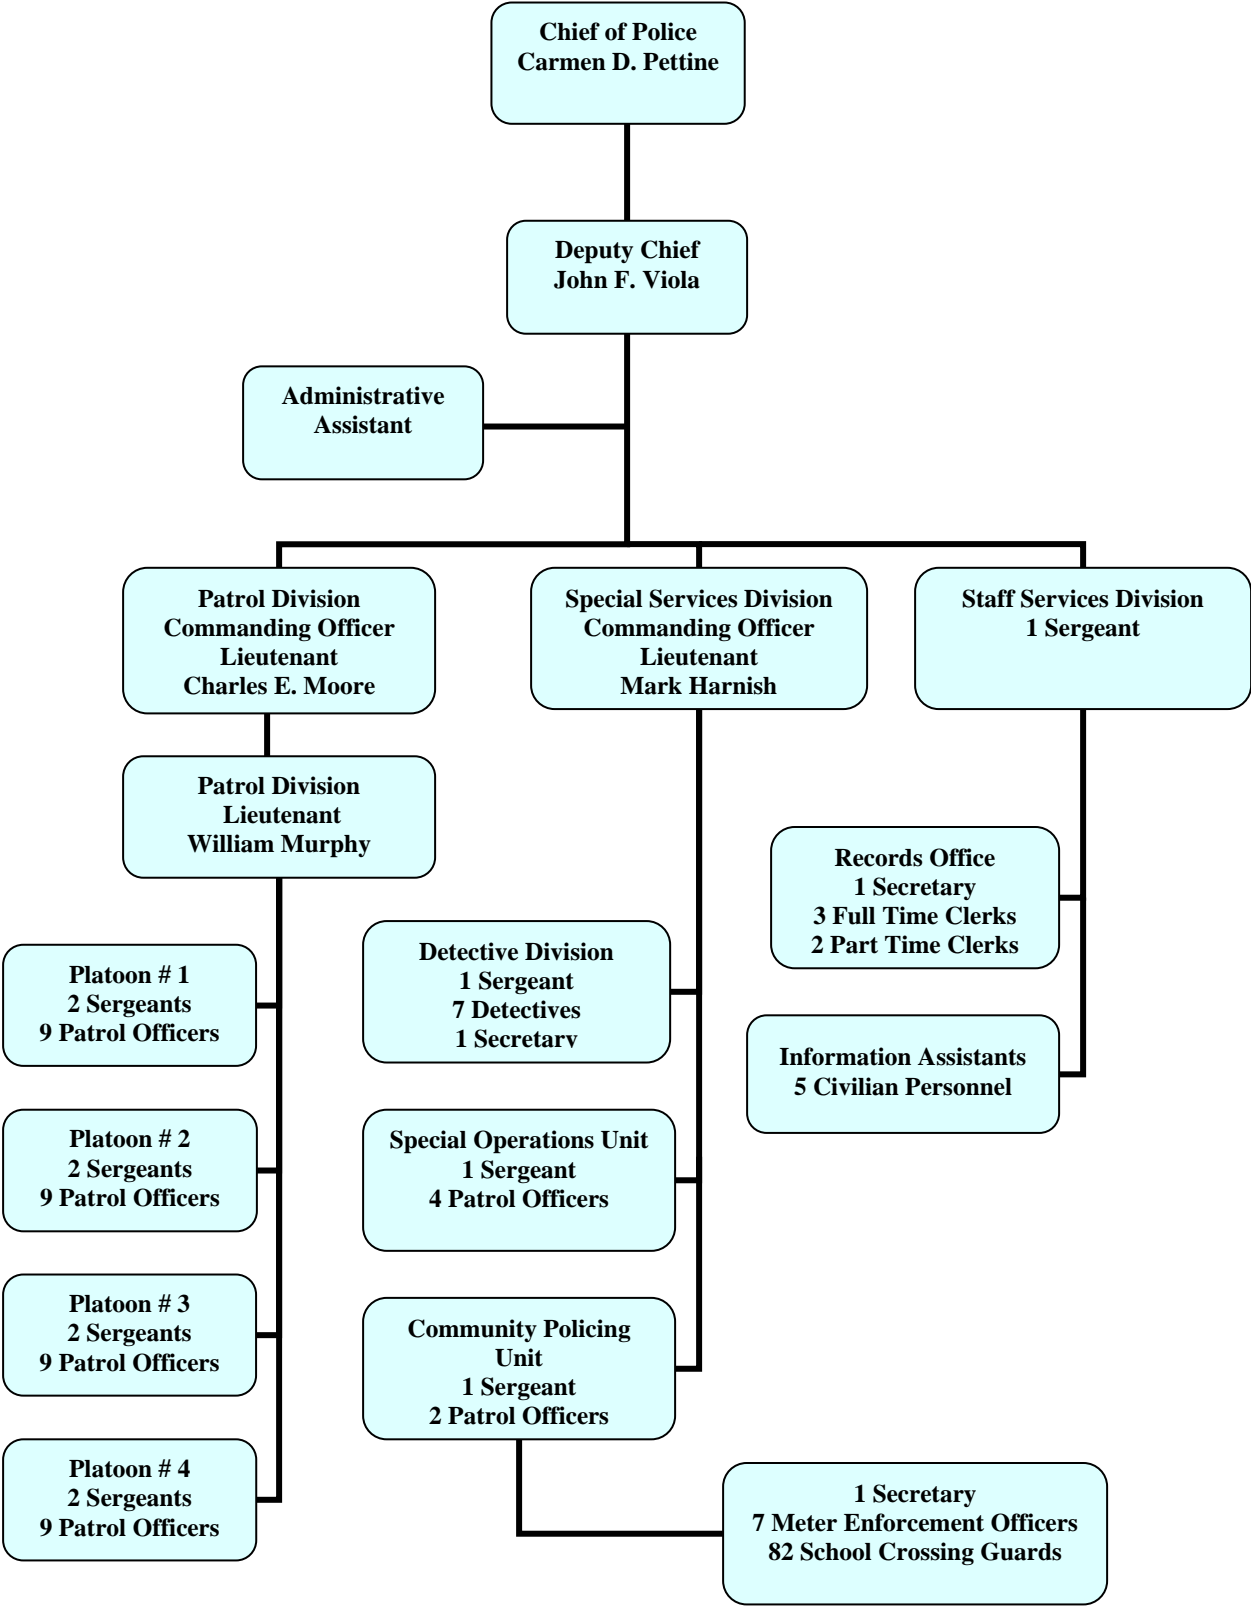 Chief of Police
Carmen D. Pettine
Deputy Chief
John F. Viola
Administrative
Assistant
Patrol Division
Commanding Officer
Lieutenant
Charles E. Moore
Special Services Division
Commanding Officer
Lieutenant
Mark Harnish
Staff Services Division
1 Sergeant
Patrol Division
Lieutenant
William Murphy
Platoon # 1
2 Sergeants
9 Patrol Officers
Platoon # 2
2 Sergeants
9 Patrol Officers
Platoon # 3
2 Sergeants
9 Patrol Officers
Platoon # 4
2 Sergeants
9 Patrol Officers
Detective Division
1 Sergeant
7 Detectives
1 Secretary
Special Operations Unit
1 Sergeant
4 Patrol Officers
Community Policing
Unit
1 Sergeant
2 Patrol Officers
1 Secretary
7 Meter Enforcement Officers
82 School Crossing Guards
Records Office
1 Secretary
3 Full Time Clerks
2 Part Time Clerks
Information Assistants
5 Civilian Personnel